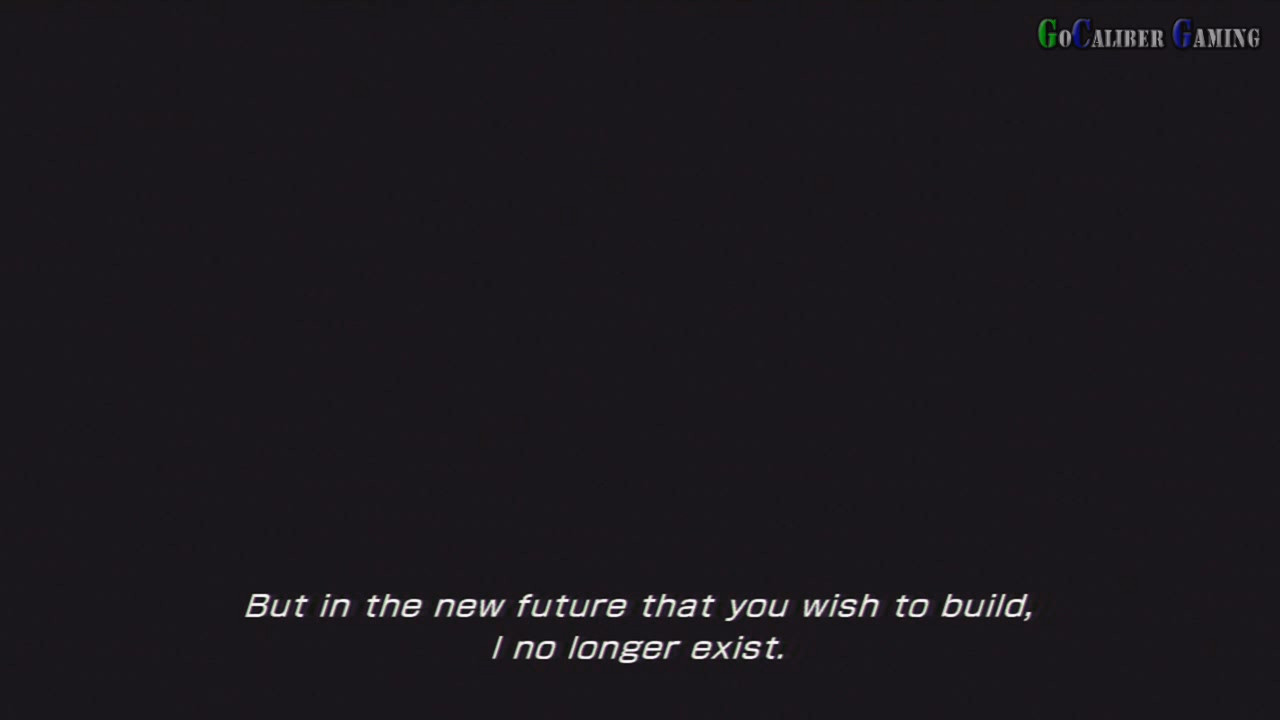 GoCaliber Gaming
But in the new future that you wish to build,
I no longer exist.